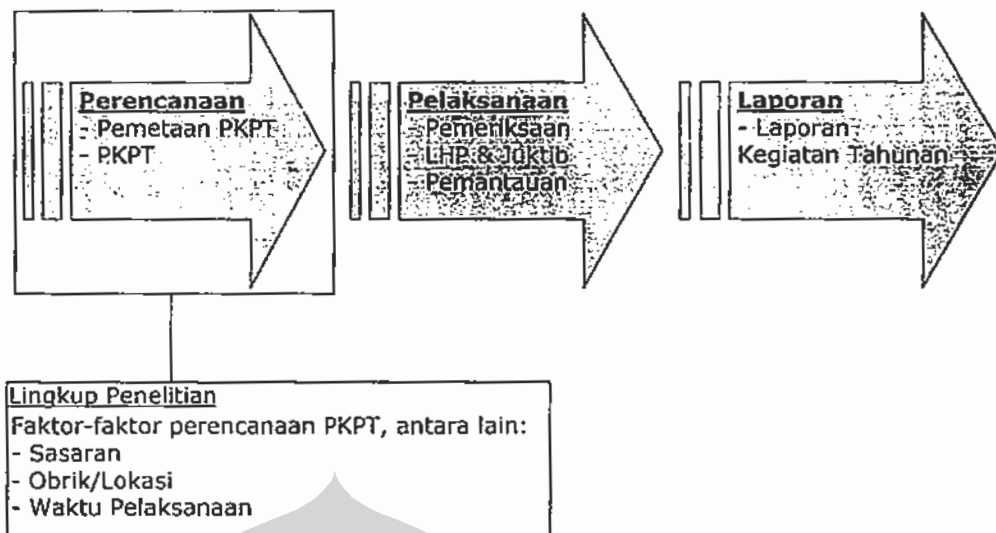 Perencanaan
- Pemetaan PKPT
- PKPT
Pelaksanaan
- Pemeriksaan
- LHP & Juktib
- Pemantauan
Laporan
- Laporan
Kegiatan Tahunan
Lingkup Penelitian
Faktor-faktor perencanaan PKPT, antara lain:
- Sasaran
- Obrik/Lokasi
- Waktu Pelaksanaan